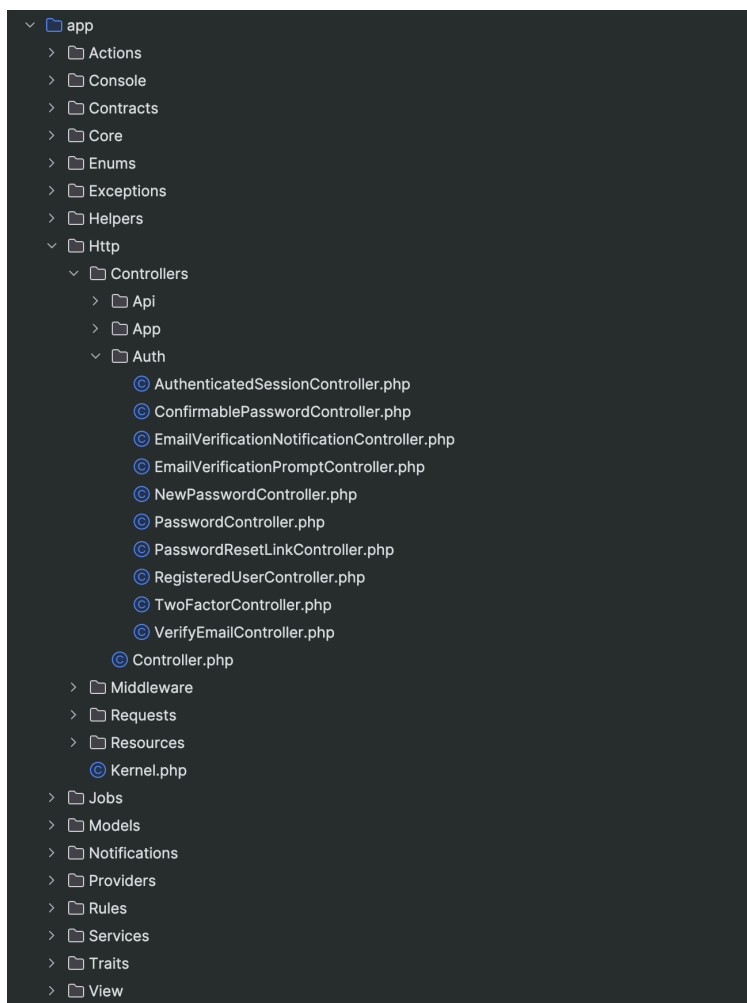 app
Actions
Console
Contracts
Core
Enums
Exceptions
Helpers
Http
Controllers
Api
App
Auth
AuthenticatedSessionController.php
ConfirmablePasswordController.php
EmailVerificationNotificationController.php
EmailVerificationPromptController.php
NewPasswordController.php
PasswordController.php
PasswordResetLinkController.php
RegisteredUserController.php
TwoFactorController.php
VerifyEmailController.php
Controller.php
Middleware
Requests
Resources
Kernel.php
Jobs
Models
Notifications
Providers
Rules
Services
Traits
View